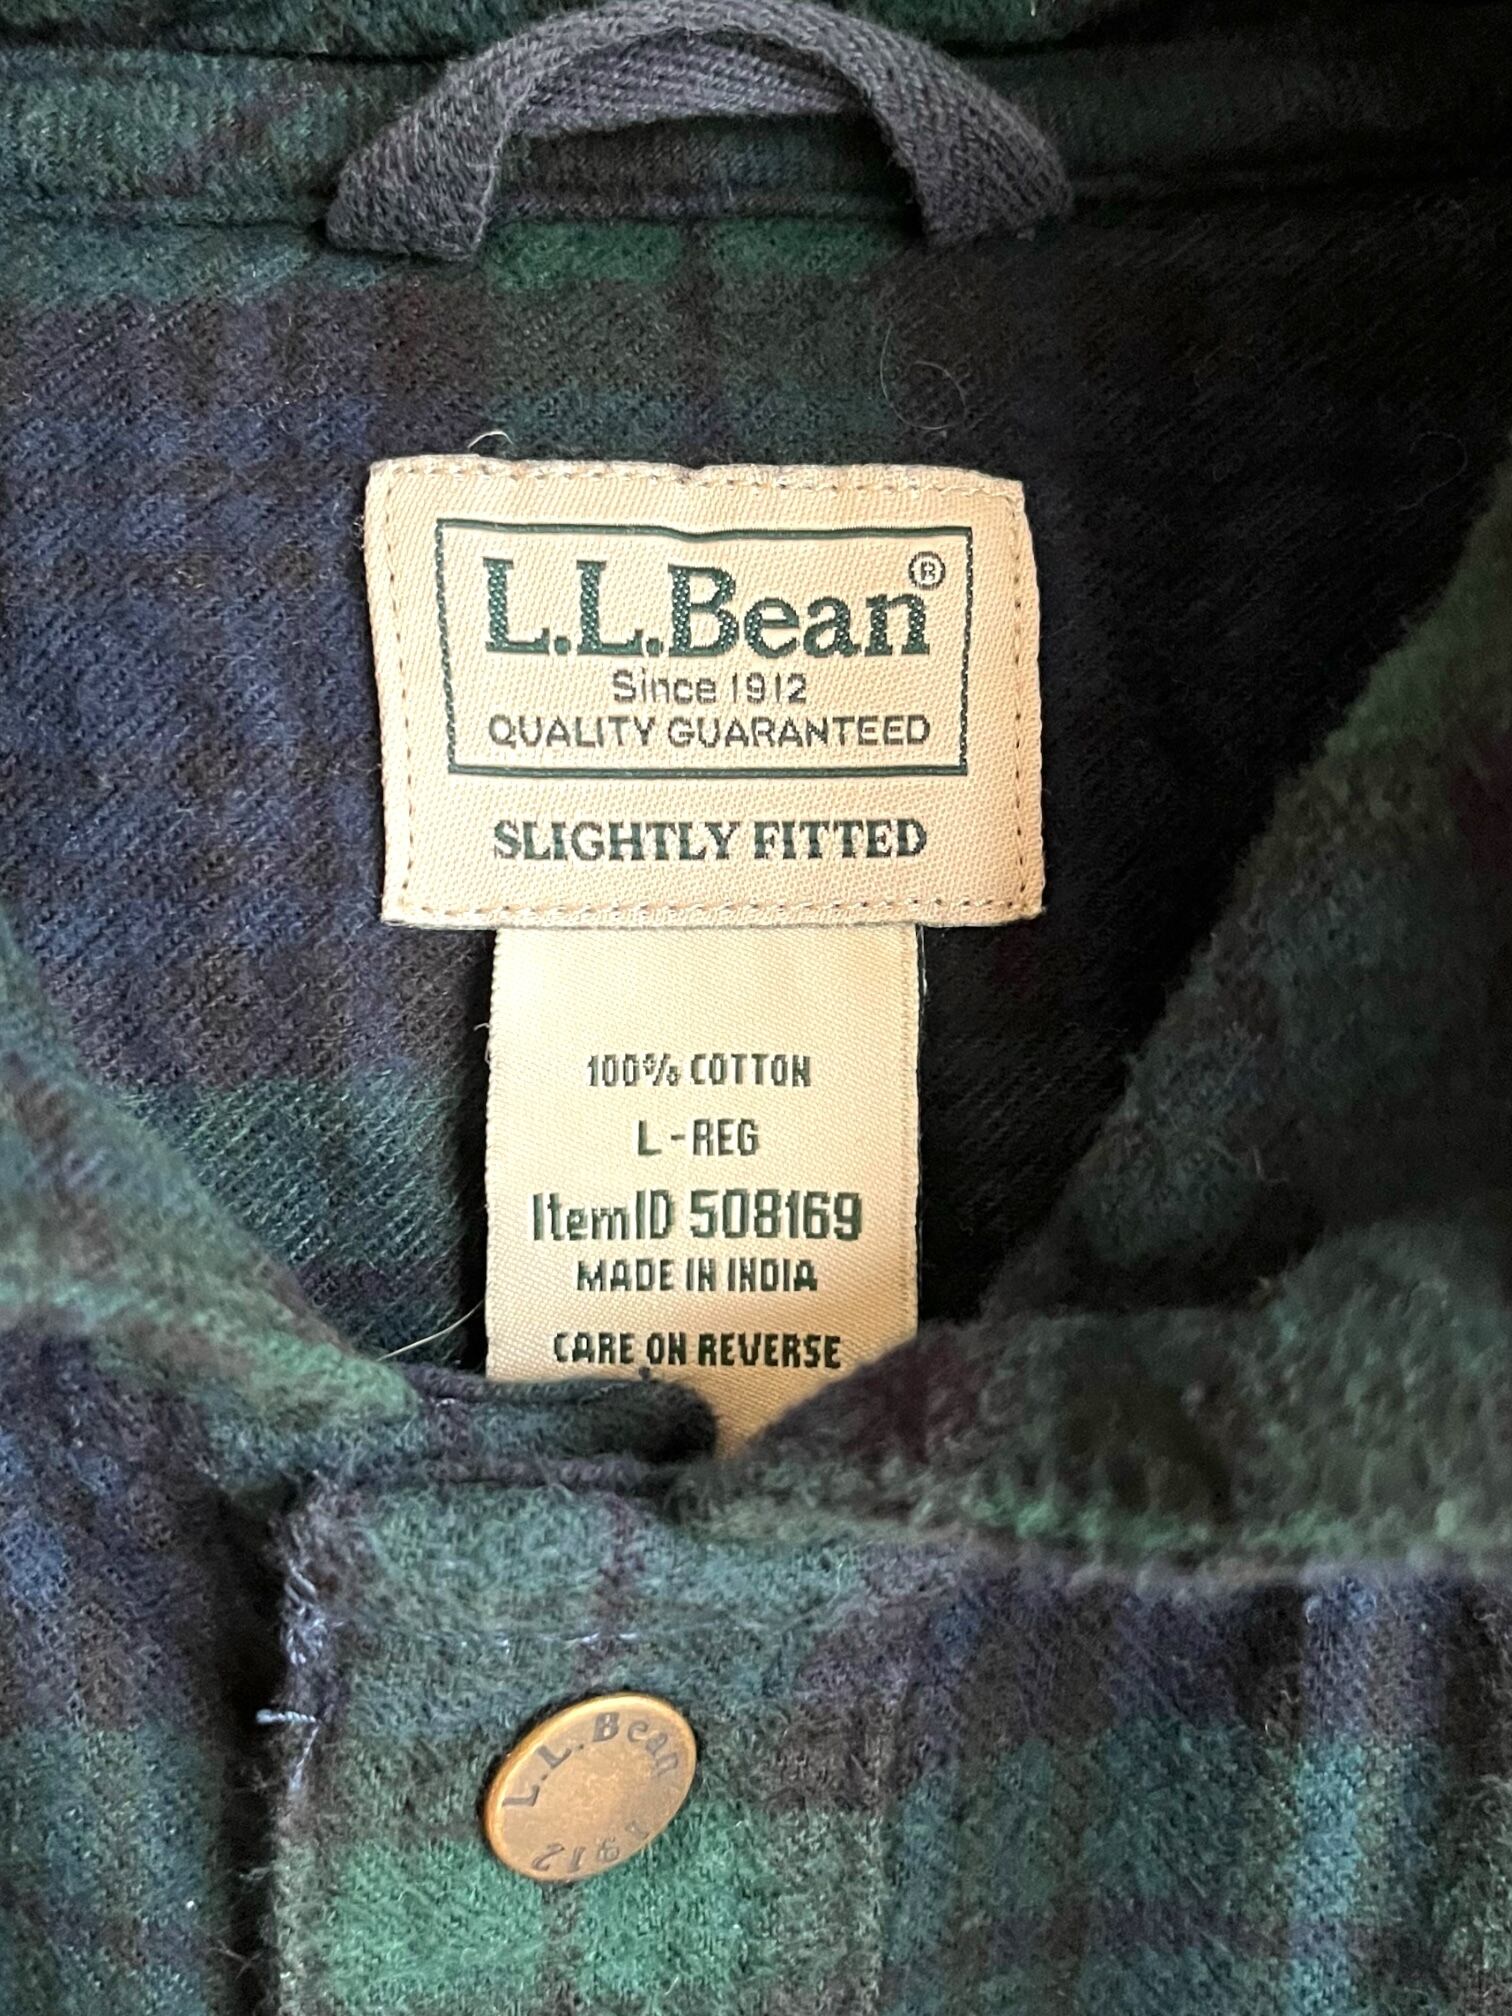 L.L.Bean®
Since 1912
QUALITY GUARANTEED
SLIGHTLY FITTED
100% COTTON
L-REG
ItemID 508169
MADE IN INDIA
CARE ON REVERSE
L.L.Bean
1912